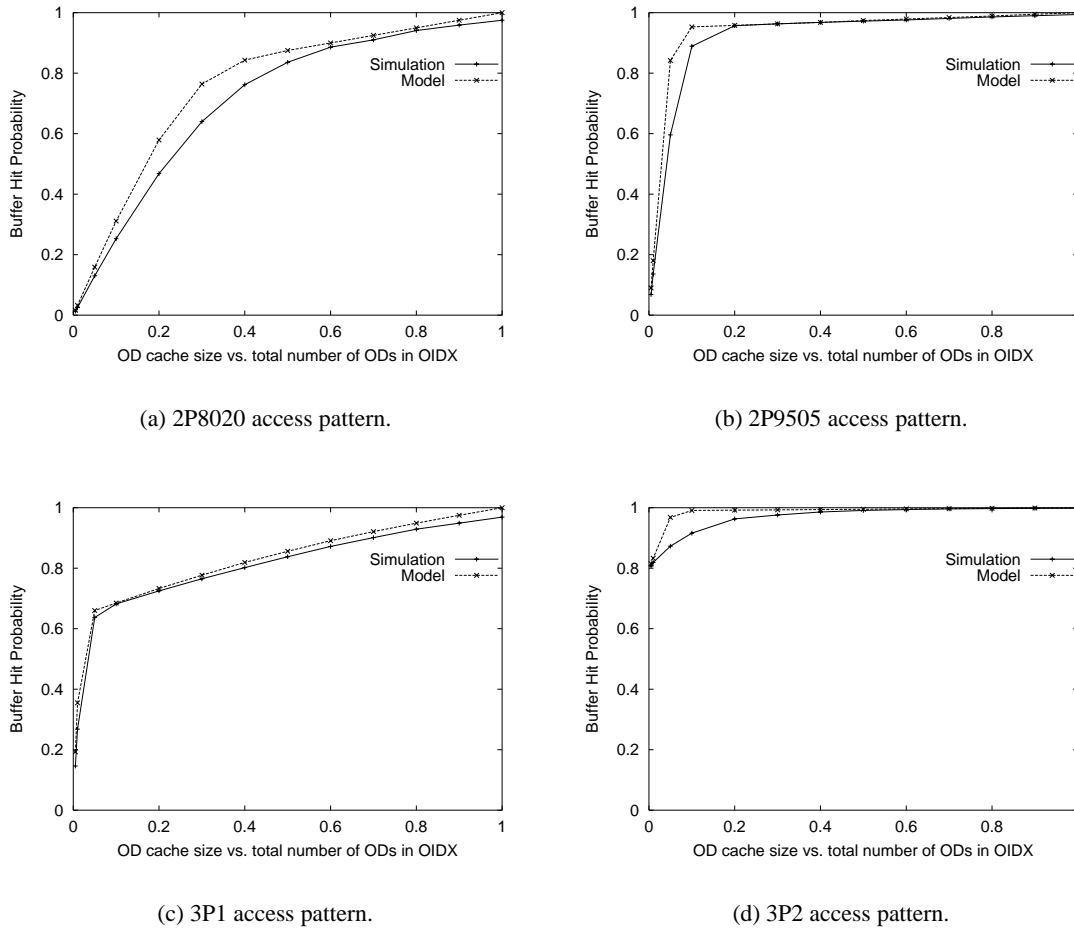 1
0.8
0.6
0.4
0.2
0
0 0.2 0.4 0.6 0.8 1
Buffer Hit Probability
OD cache size vs. total number of ODs in OIDX
Simulation
Model
(a) 2P8020 access pattern.
1
0.8
0.6
0.4
0.2
0
0 0.2 0.4 0.6 0.8
Buffer Hit Probability
OD cache size vs. total number of ODs in OIDX
Simulation
Model
(b) 2P9505 access pattern.
1
0.8
0.6
0.4
0.2
0
0 0.2 0.4 0.6 0.8 1
Buffer Hit Probability
OD cache size vs. total number of ODs in OIDX
Simulation
Model
(c) 3P1 access pattern.
1
0.8
0.6
0.4
0.2
0
0 0.2 0.4 0.6 0.8
Buffer Hit Probability
OD cache size vs. total number of ODs in OIDX
Simulation
Model
(d) 3P2 access pattern.